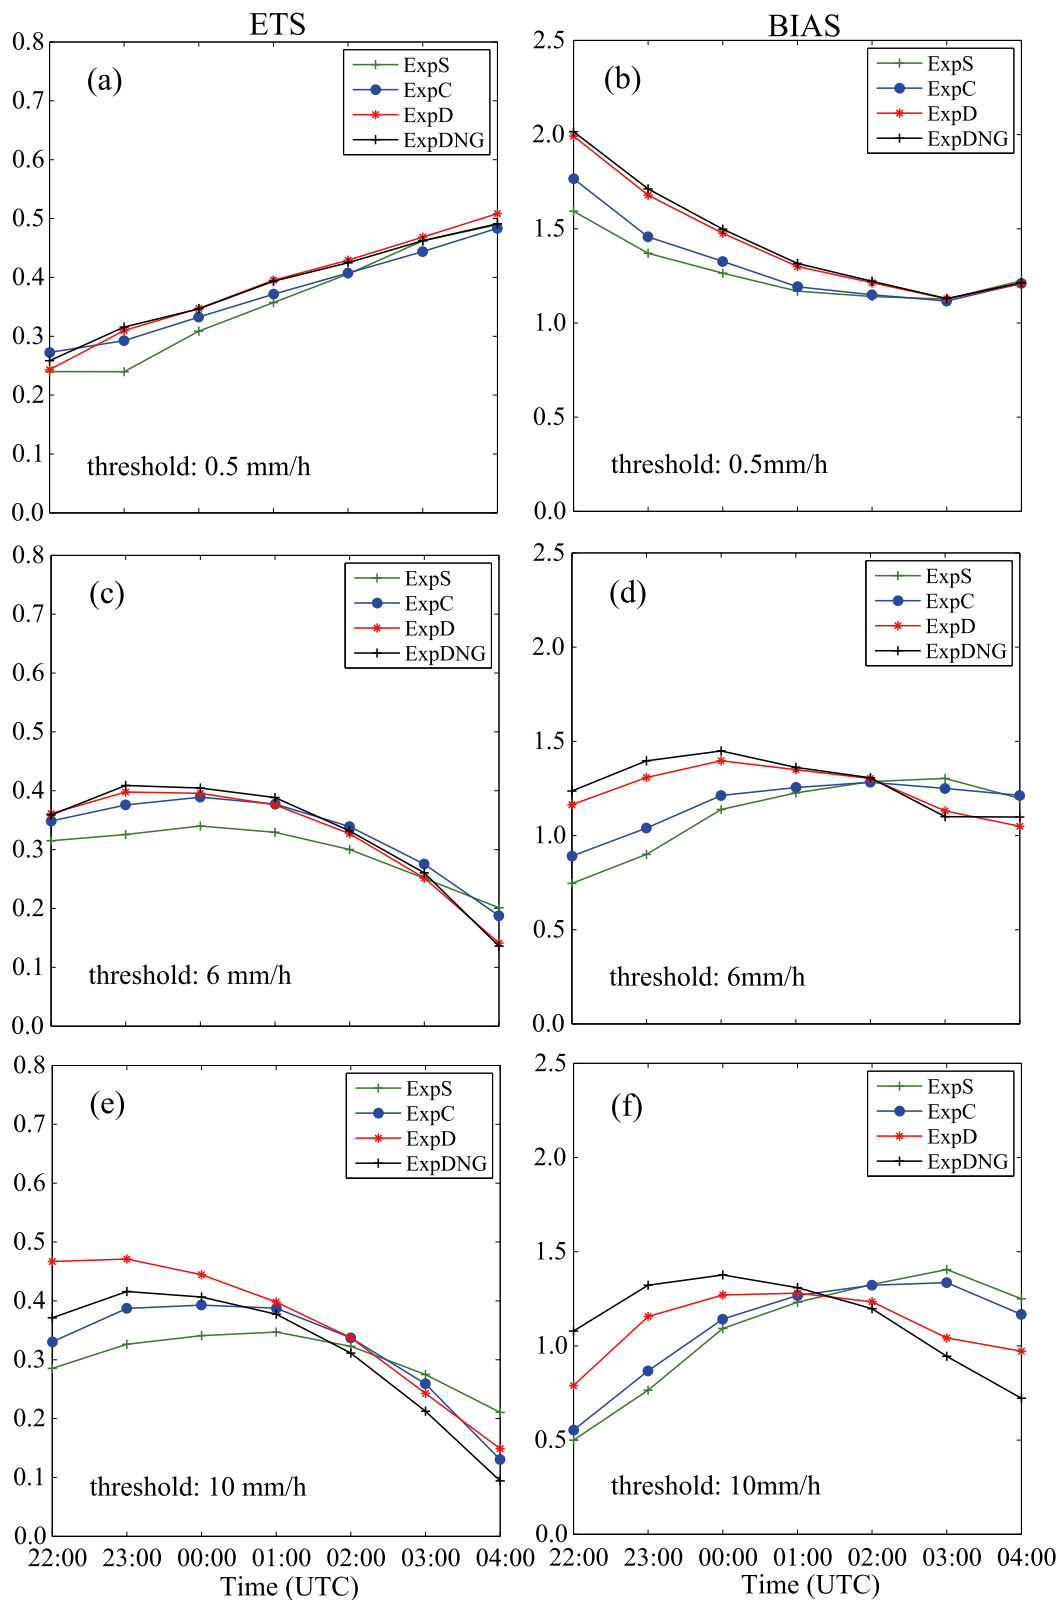 ETS
BIAS
0.8
0.7
0.6
0.5
0.4
0.3
0.2
0.1
0.0
(a)
ExpS
ExpC
ExpD
ExpDNG
threshold: 0.5 mm/h
2.5
2.0
1.5
1.0
0.5
0.0
(b)
ExpS
ExpC
ExpD
ExpDNG
threshold: 0.5mm/h
0.8
0.7
0.6
0.5
0.4
0.3
0.2
0.1
0.0
(c)
ExpS
ExpC
ExpD
ExpDNG
threshold: 6 mm/h
2.5
2.0
1.5
1.0
0.5
0.0
(d)
ExpS
ExpC
ExpD
ExpDNG
threshold: 6mm/h
0.8
0.7
0.6
0.5
0.4
0.3
0.2
0.1
0.0
(e)
ExpS
ExpC
ExpD
ExpDNG
threshold: 10 mm/h
22:00 23:00 00:00 01:00 02:00 03:00 04:00
Time (UTC)
2.5
2.0
1.5
1.0
0.5
0.0
(f)
ExpS
ExpC
ExpD
ExpDNG
threshold: 10mm/h
22:00 23:00 00:00 01:00 02:00 03:00 04:00
Time (UTC)